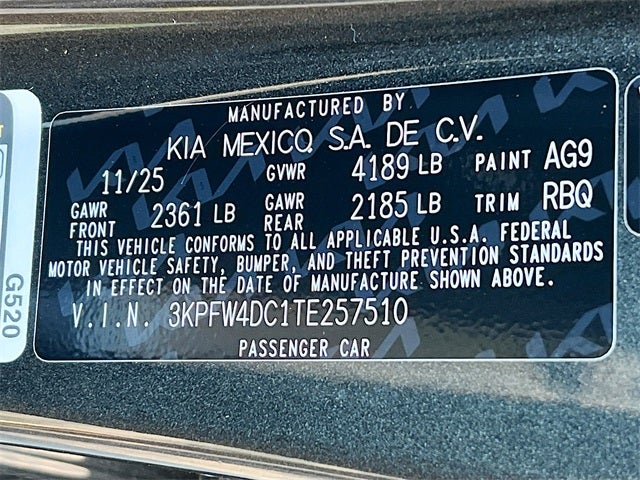 MANUFACTURED BY
KIA MEXICO, S.A. DE C.V.
11/25 GVWR 4189 LB PAINT AG9
GAWR FRONT 2361 LB GAWR REAR 2185 LB TRIM RBQ
THIS VEHICLE CONFORMS TO ALL APPLICABLE U.S.A. FEDERAL
MOTOR VEHICLE SAFETY, BUMPER, AND THEFT PREVENTION STANDARDS
IN EFFECT ON THE DATE OF MANUFACTURE SHOWN ABOVE.
V.I.N. 3KPFW4DC1TE257510
PASSENGER CAR
G520